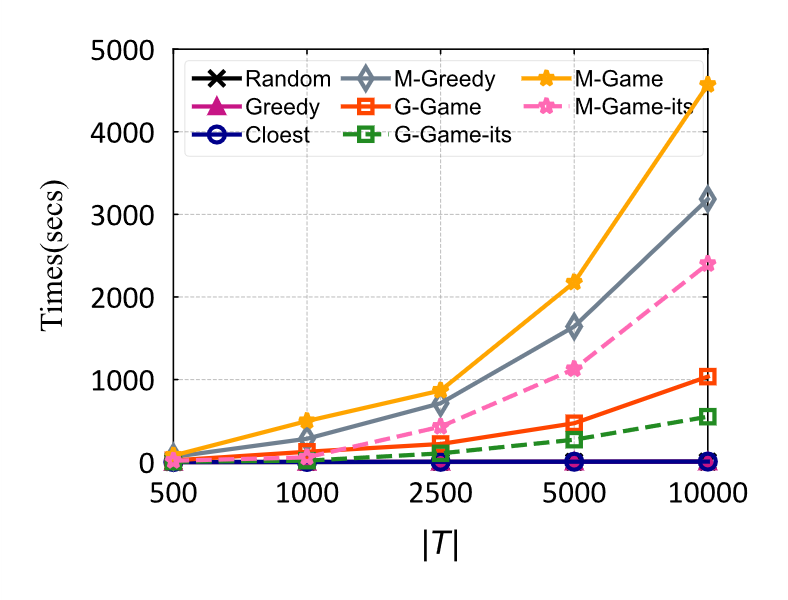 5000
4000
3000
2000
1000
0
Times(secs)
Random
Greedy
Cloest
M-Greedy
G-Game
G-Game-its
M-Game
M-Game-its
500 1000 2500 5000 10000
|T|